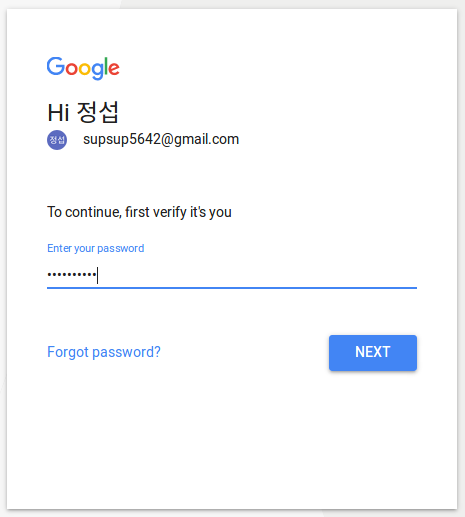 Google
Hi 정섭
정섭 supsup5642@gmail.com
To continue, first verify it's you
Enter your password
••••••••••
Forgot password? NEXT